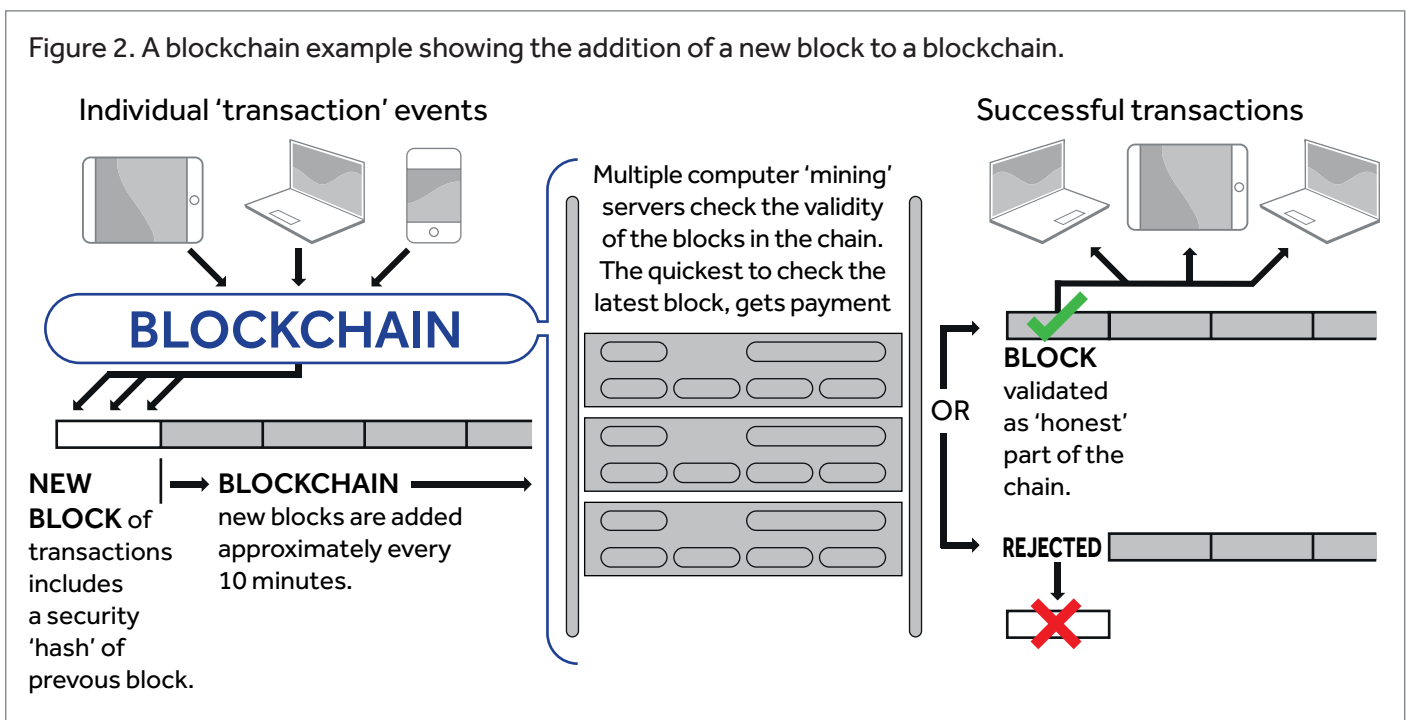 Figure 2. A blockchain example showing the addition of a new block to a blockchain.
Individual ‘transaction’ events
BLOCKCHAIN
NEW
BLOCK of
transactions
includes
a security
‘hash’ of
prevous block.
BLOCKCHAIN
new blocks are added
approximately every
10 minutes.
Multiple computer ‘mining’
servers check the validity
of the blocks in the chain.
The quickest to check the
latest block, gets payment
OR
Successful transactions
BLOCK
validated
as ‘honest’
part of the
chain.
REJECTED